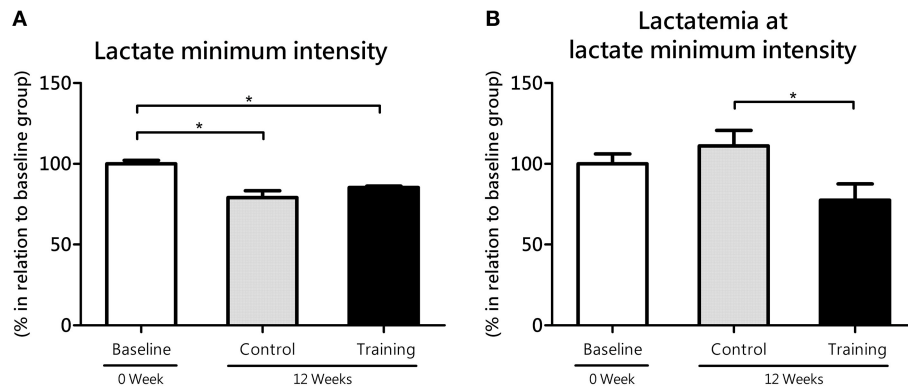 A
Lactate minimum intensity
(% in relation to baseline group)
150
100
50
0
*
*
Baseline
Control
Training
0 Week
12 Weeks
B
Lactatemia at
lactate minimum intensity
(% in relation to baseline group)
150
100
50
0
*
Baseline
Control
Training
0 Week
12 Weeks